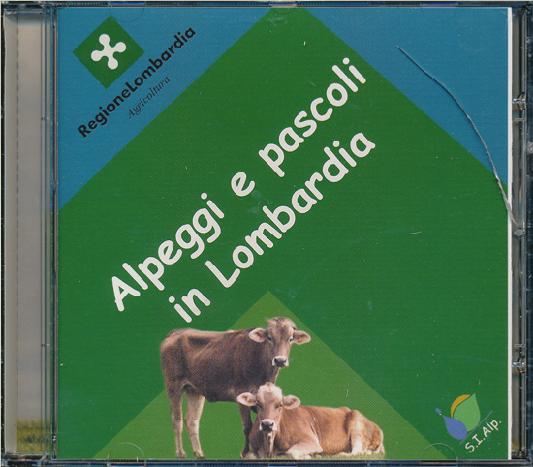 RegioneLombardia
Agricoltura
Alpeggi e pascoli
in Lombardia
S.I.Alp.